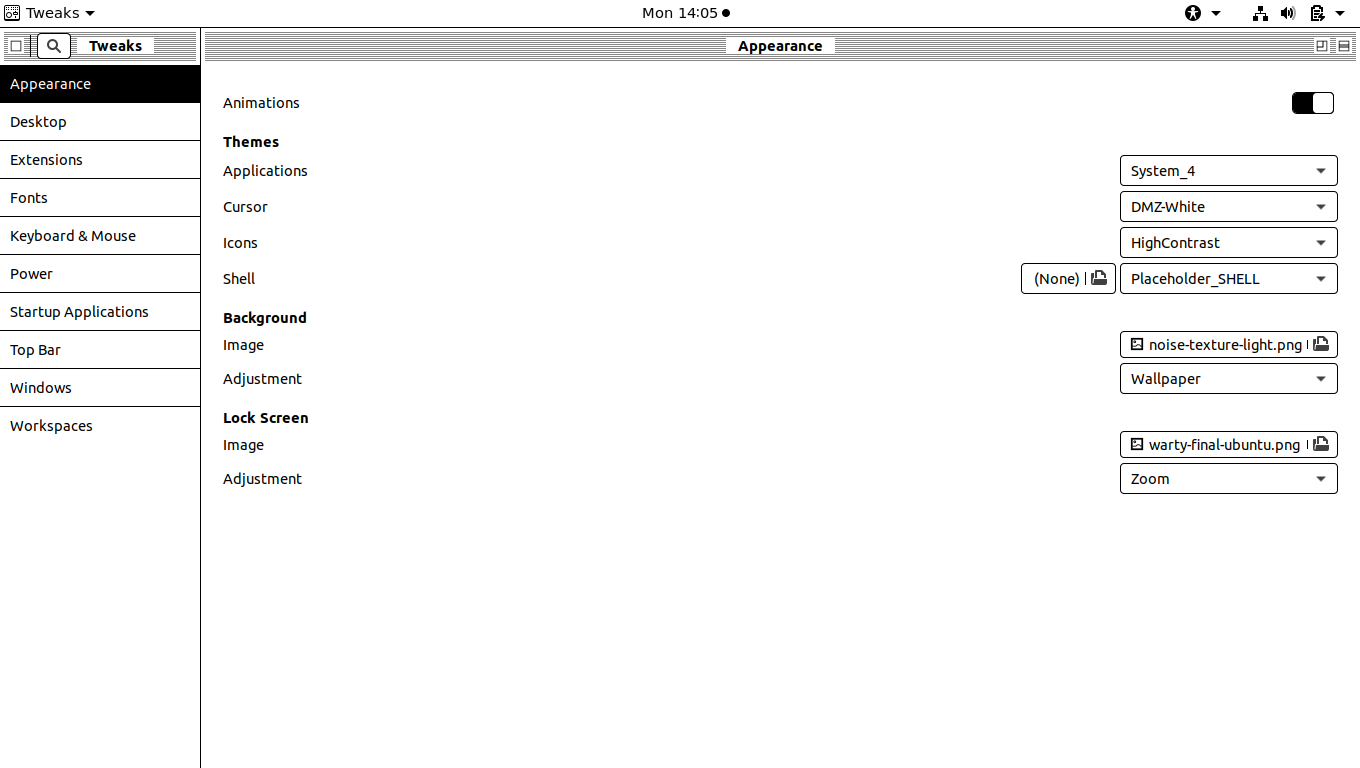 Tweaks Mon 14:05
Tweaks Appearance
Appearance
Desktop
Extensions
Fonts
Keyboard & Mouse
Power
Startup Applications
Top Bar
Windows
Workspaces
Animations
Themes
Applications System_4
Cursor DMZ-White
Icons HighContrast
Shell (None) Placeholder_SHELL
Background
Image noise-texture-light.png
Adjustment Wallpaper
Lock Screen
Image warty-final-ubuntu.png
Adjustment Zoom